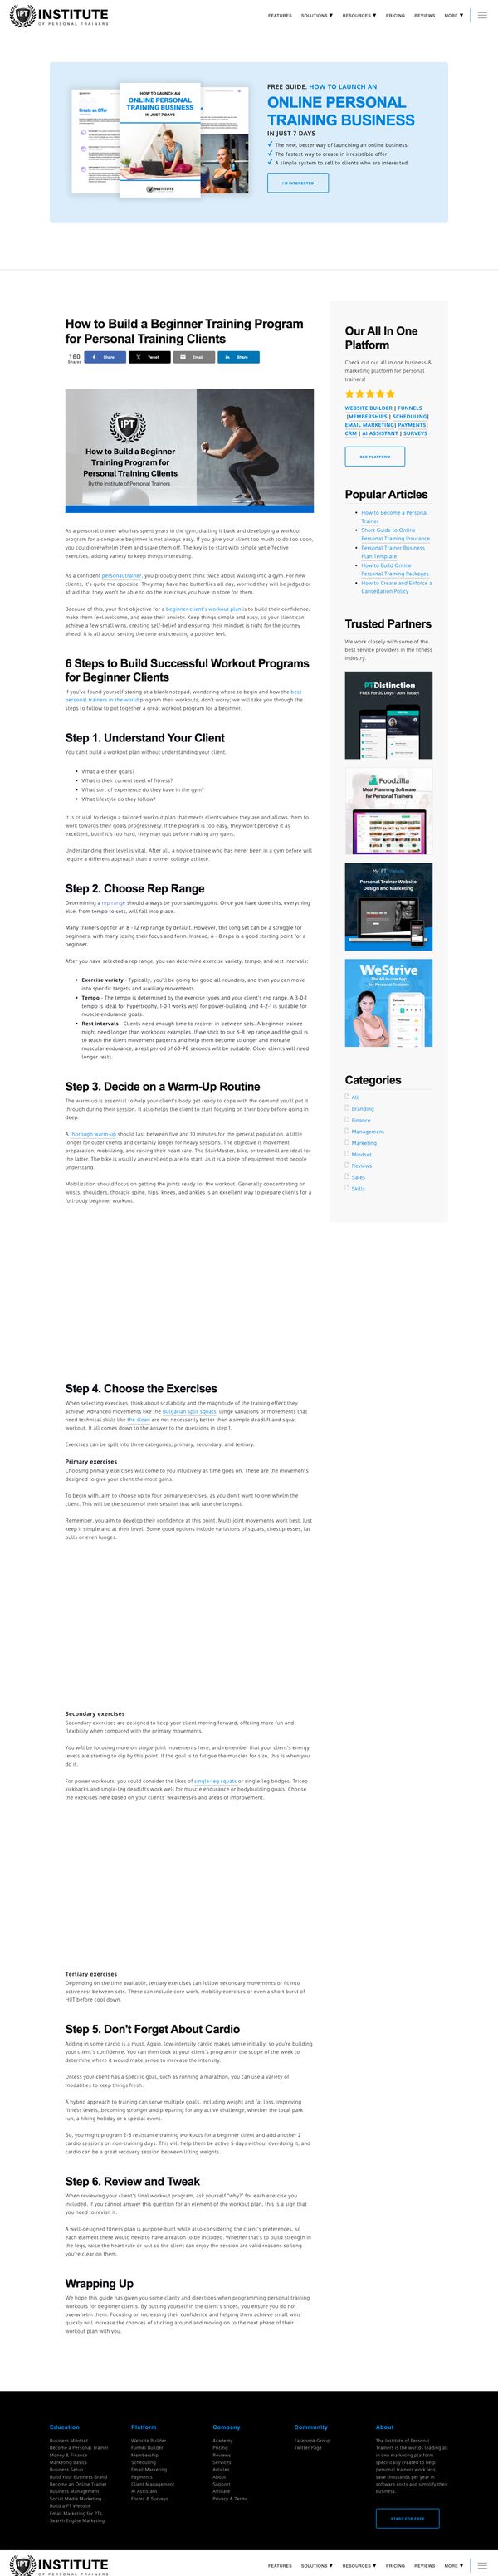 IPT INSTITUTE
OF PERSONAL TRAINERS
FEATURES SOLUTIONS ▼ RESOURCES ▼ PRICING REVIEWS MORE ▼
HOW TO LAUNCH AN
ONLINE PERSONAL
TRAINING BUSINESS
IN JUST 7 DAYS
Create an Offer
INSTITUTE
FREE GUIDE: HOW TO LAUNCH AN
ONLINE PERSONAL
TRAINING BUSINESS
IN JUST 7 DAYS
✓ The new, better way of launching an online business
✓ The fastest way to create in irresistible offer
✓ A simple system to sell to clients who are interested
I'M INTERESTED
How to Build a Beginner Training Program
for Personal Training Clients
160
Shares
Share
Tweet
Email
Share
IPT
How to Build a Beginner
Training Program for
Personal Training Clients
By the Institute of Personal Trainers
As a personal trainer who has spent years in the gym, dialling it back and developing a workout
program for a complete beginner isn't always easy. If you give your client too much to do too soon,
you could overwhelm them and scare them off. The key is to start with simple yet effective
exercises, adding variety to keep things interesting.
As a confident personal trainer, you probably don't think twice about walking into a gym. For new
clients, it's quite the opposite. They may have had battles all day, worried they will be judged, or
afraid that they won't be able to do the exercises you have in store for them.
Because of this, your first objective for a beginner client's workout plan is to build their confidence,
make them feel welcome, and ease their anxiety. Keep things simple and easy, so your client can
achieve a few small wins, creating self-belief and ensuring their mindset is right for the journey
ahead. It is all about setting the tone and creating a positive feel.
6 Steps to Build Successful Workout Programs
for Beginner Clients
If you've found yourself staring at a blank notepad, wondering where to begin and how the best
personal trainers in the world program their workouts, don't worry; we will take you through the
steps to follow to put together a great workout program for a beginner.
Step 1. Understand Your Client
You can't build a workout plan without understanding your client.
• What are their goals?
• What is their current level of fitness?
• What sort of experience do they have in the gym?
• What lifestyle do they follow?
It is crucial to design a tailored workout plan that meets clients where they are and allows them to
work towards their goals progressively. If the program is too easy, they won't perceive it as
excellent, but if it's too hard, they may quit before making any gains.
Understanding their level is vital. After all, a novice trainee who has never been in a gym before will
require a different approach than a former college athlete.
Step 2. Choose Rep Range
Determining a rep range should always be your starting point. Once you have done this, everything
else, from tempo to sets, will fall into place.
Many trainers opt for an 8 - 12 rep range by default. However, this long set can be a struggle for
beginners, with many losing their focus and form. Instead, 6 - 8 reps is a good starting point for a
beginner.
After you have selected a rep range, you can determine exercise variety, tempo, and rest intervals:
• Exercise variety - Typically, you'll be going for good all-rounders, and then you can move
into specific targets and auxiliary movements.
• Tempo - The tempo is determined by the exercise types and your client's rep range. A 3-0-1
tempo is ideal for hypertrophy, 1-0-1 works well for power-building, and 4-2-1 is suitable for
muscle endurance goals.
• Rest intervals - Clients need enough time to recover in-between sets. A beginner trainee
might need longer than other workout examples. If we stick to our 6-8 rep range and the goal is
to teach the client movement patterns and help them become stronger and increase
muscular endurance, a rest period of 60-90 seconds will be suitable. Older clients will need
longer rests.
Step 3. Decide on a Warm-Up Routine
The warm-up is essential to help your client's body get ready to cope with the demand you'll put it
through during their session. It also helps the client to start focusing on their body before going in
deep.
A thorough warm-up should last between five and 10 minutes for the general population, a little
longer for older clients and certainly longer for heavy sessions. The objective is movement
preparation, mobilizing, and raising their heart rate. The StairMaster, bike, or treadmill are ideal for
the latter. The bike is usually an excellent place to start, as it is a piece of equipment most people
understand.
Mobilization should focus on getting the joints ready for the workout. Generally concentrating on
wrists, shoulders, thoracic spine, hips, knees, and ankles is an excellent way to prepare clients for a
full-body beginner workout.
Step 4. Choose the Exercises
When selecting exercises, think about scalability and the magnitude of the training effect they
achieve. Advanced movements like the Bulgarian split squats, lunge variations or movements that
need technical skills like the clean are not necessarily better than a simple deadlift and squat
workout. It all comes down to the answer to the questions in step 1.
Exercises can be split into three categories; primary, secondary, and tertiary.
Primary exercises
Choosing primary exercises will come to you intuitively as time goes on. These are the movements
designed to give your client the most gains.
To begin with, aim to choose up to four primary exercises, as you don't want to overwhelm the
client. This will be the section of their session that will take the longest.
Remember, you aim to develop their confidence at this point. Multi-joint movements work best. Just
keep it simple and at their level. Some good options include variations of squats, chest presses, lat
pulls or even lunges.
Secondary exercises
Secondary exercises are designed to keep your client moving forward, offering more fun and
flexibility when compared with the primary movements.
You will be focusing more on single-joint movements here, and remember that your client's energy
levels are starting to dip by this point. If the goal is to fatigue the muscles for size, this is when you
do it.
For power workouts, you could consider the likes of single-leg squats or single-leg bridges. Tricep
kickbacks and single-leg deadlifts work well for muscle endurance or bodybuilding goals. Choose
the exercises here based on your clients' weaknesses and areas of improvement.
Tertiary exercises
Depending on the time available, tertiary exercises can follow secondary movements or fit into
active rest between sets. These can include core work, mobility exercises or even a short burst of
HIIT before cool down.
Step 5. Don't Forget About Cardio
Adding in some cardio is a must. Again, low-intensity cardio makes sense initially, so you're building
your client's confidence. You can then look at your client's program in the scope of the week to
determine where it would make sense to increase the intensity.
Unless your client has a specific goal, such as running a marathon, you can use a variety of
modalities to keep things fresh.
A hybrid approach to training can serve multiple goals, including weight and fat loss, improving
fitness levels, becoming stronger and preparing for any active challenge, whether the local park
run, a hiking holiday or a special event.
So, you might program 2-3 resistance training workouts for a beginner client and add another 2
cardio sessions on non-training days. This will help them be active 5 days without overdoing it, and
cardio can be a great recovery session between lifting weights.
Step 6. Review and Tweak
When reviewing your client's final workout program, ask yourself "why?" for each exercise you
included. If you cannot answer this question for an element of the workout plan, this is a sign that
you need to revisit it.
A well-designed fitness plan is purpose-built while also considering the client's preferences, so
each element would need to have a reason to be included. Whether that's to build strength in
the legs, raise the heart rate or just so the client can enjoy the session are valid reasons so long
you're clear on them.
Wrapping Up
We hope this guide has given you some clarity and directions when programming personal training
workouts for beginner clients. By putting yourself in the client's shoes, you ensure you do not
overwhelm them. Focusing on increasing their confidence and helping them achieve small wins
quickly will increase the chances of sticking around and moving on to the next phase of their
workout plan with you.
Our All In One
Platform
Check out out all in one business &
marketing platform for personal
trainers!
WEBSITE BUILDER | FUNNELS
|MEMBERSHIPS | SCHEDULING|
EMAIL MARKETING| PAYMENTS|
CRM | AI ASSISTANT | SURVEYS
SEE PLATFORM
Popular Articles
• How to Become a Personal
Trainer
• Short Guide to Online
Personal Training Insurance
• Personal Trainer Business
Plan Template
• How to Build Online
Personal Training Packages
• How to Create and Enforce a
Cancellation Policy
Trusted Partners
We work closely with some of the
best service providers in the fitness
industry.
PTDistinction
FREE For 30 Days - Join Today!
Foodzilla
Meal Planning Software
for Personal Trainers
My PT Website
Personal Trainer Website
Design and Marketing
WeStrive
The All-in-One App
for Personal Trainers
Categories
All
Branding
Finance
Management
Marketing
Mindset
Reviews
Sales
Skills
Education
Business Mindset
Become a Personal Trainer
Money & Finance
Marketing Basics
Business Setup
Build Your Business Brand
Become an Online Trainer
Business Management
Social Media Marketing
Build a PT Website
Email Marketing for PTs
Search Engine Marketing
Platform
Website Builder
Funnel Builder
Membership
Scheduling
Email Marketing
Payments
Client Management
AI Assistant
Forms & Surveys
Company
Academy
Pricing
Reviews
Services
Articles
About
Support
Affiliate
Privacy & Terms
Community
Facebook Group
Twitter Page
About
The Institute of Personal
Trainers is the worlds leading all
in one marketing platform
specifically created to help
personal trainers work less,
save thousands per year in
software costs and simplify their
business.
START FOR FREE
IPT INSTITUTE
OF PERSONAL TRAINERS
FEATURES SOLUTIONS ▼ RESOURCES ▼ PRICING REVIEWS MORE ▼